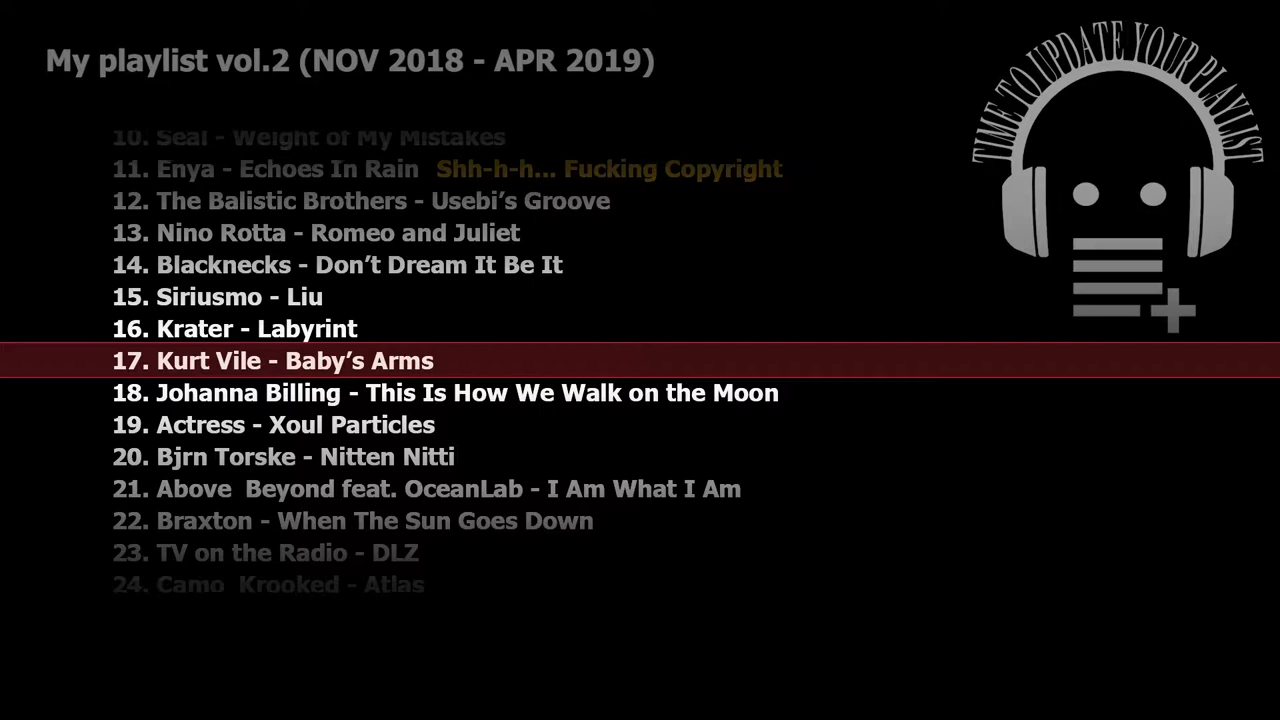 My playlist vol.2 (NOV 2018 - APR 2019)
TIME TO UPDATE YOUR PLAYLIST
10. Seal - Weight of My Mistakes
11. Enya - Echoes In Rain Shh-h-h... Fucking Copyright
12. The Balistic Brothers - Usebi’s Groove
13. Nino Rotta - Romeo and Juliet
14. Blacknecks - Don’t Dream It Be It
15. Siriusmo - Liu
16. Krater - Labyrint
17. Kurt Vile - Baby’s Arms
18. Johanna Billing - This Is How We Walk on the Moon
19. Actress - Xoul Particles
20. Bjrn Torske - Nitten Nitti
21. Above  Beyond feat. OceanLab - I Am What I Am
22. Braxton - When The Sun Goes Down
23. TV on the Radio - DLZ
24. Camo  Krooked - Atlas